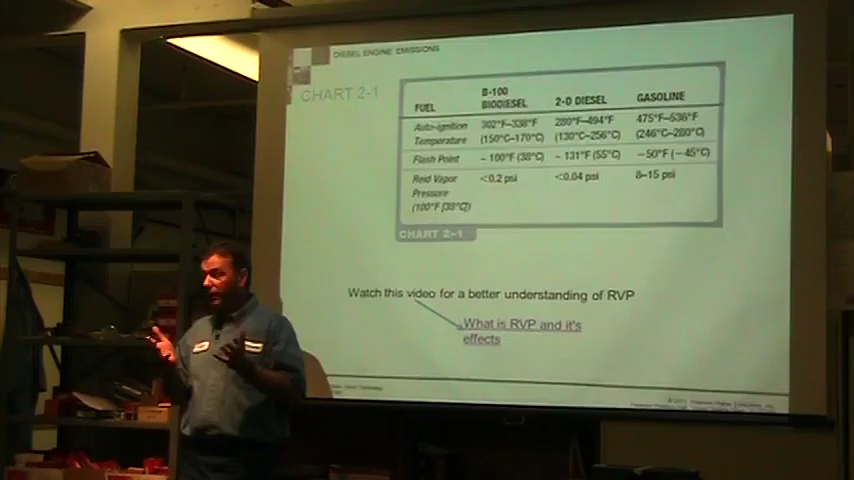 DIESEL ENGINE EMISSIONS
CHART 2-1
B-100
FUEL BIODIESEL 2-D DIESEL GASOLINE
Auto-ignition 302°F–338°F 280°F–494°F 475°F–536°F
Temperature (150°C–170°C) (130°C–256°C) (246°C–280°C)
Flash Point ~ 100°F (38°C) ~ 131°F (55°C) ~50°F (−45°C)
Reid Vapor <0.2 psi <0.04 psi 8–15 psi
Pressure
(100°F [38°C])
CHART 2–1
Watch this video for a better understanding of RVP
What is RVP and it's
effects